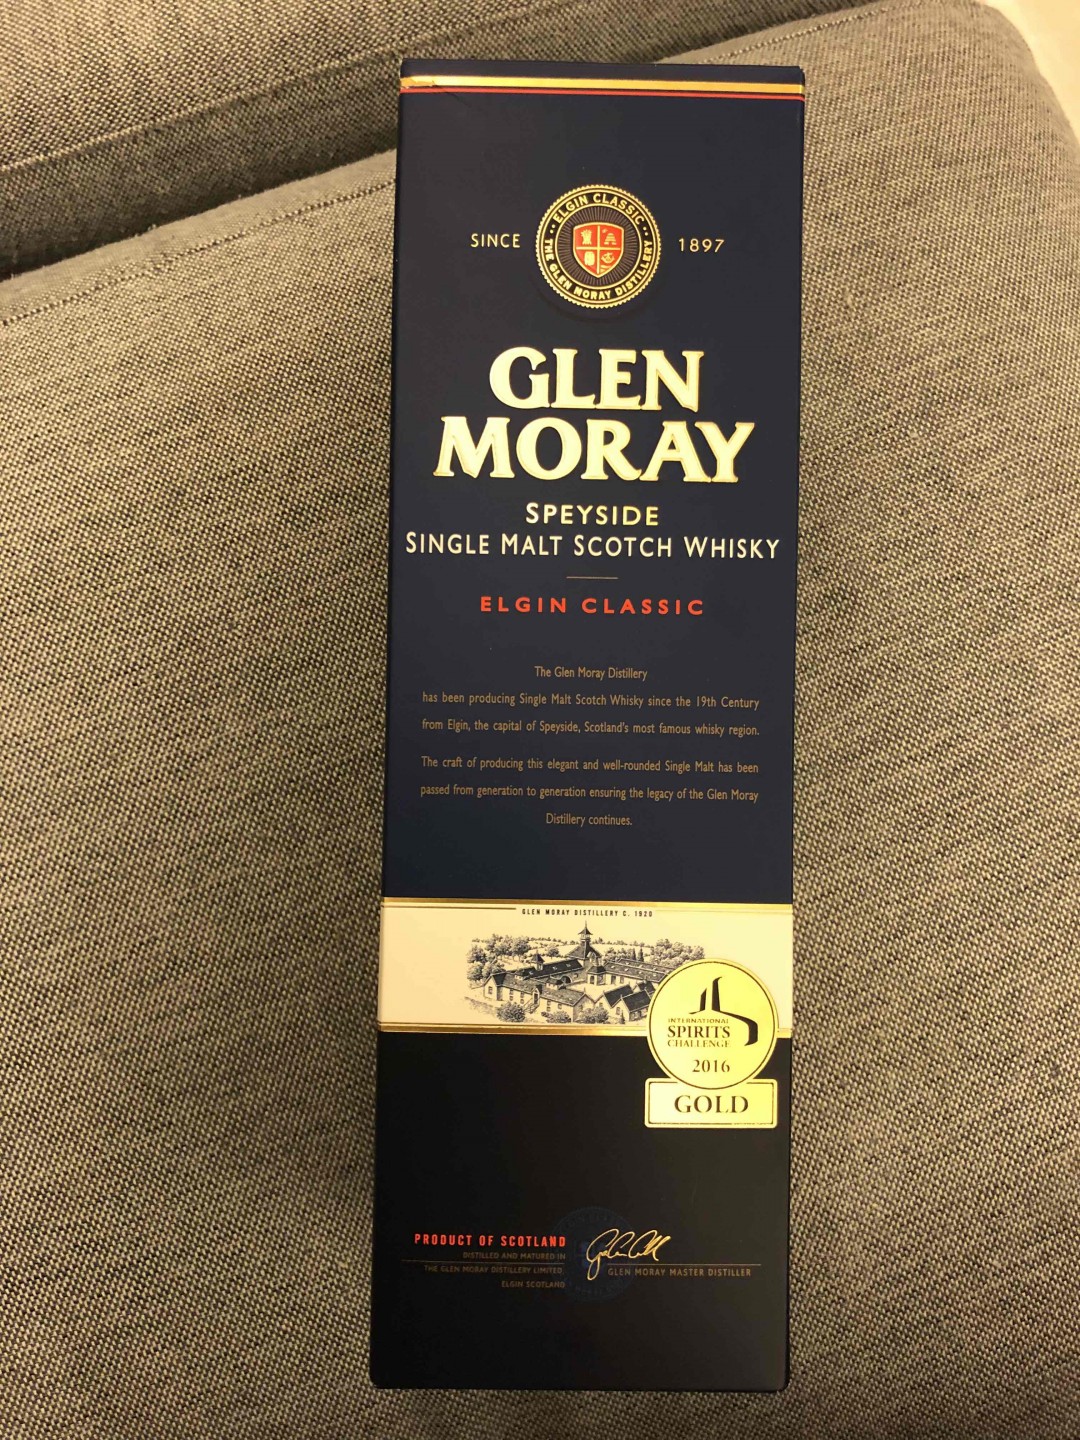 SINCE
ELGIN CLASSIC
THE GLEN MORAY DISTILLERY
1897
GLEN
MORAY
SPEYSIDE
SINGLE MALT SCOTCH WHISKY
ELGIN CLASSIC
The Glen Moray Distillery
has been producing Single Malt Scotch Whisky since the 19th Century
from Elgin, the capital of Speyside, Scotland's most famous whisky region.
The craft of producing this elegant and well-rounded Single Malt has been
passed from generation to generation ensuring the legacy of the Glen Moray
Distillery continues.
GLEN MORAY DISTILLERY C. 1920
INTERNATIONAL
SPIRITS
CHALLENGE
2016
GOLD
PRODUCT OF SCOTLAND
DISTILLED AND MATURED IN
THE GLEN MORAY DISTILLERY LIMITED,
ELGIN SCOTLAND
GLEN MORAY MASTER DISTILLER